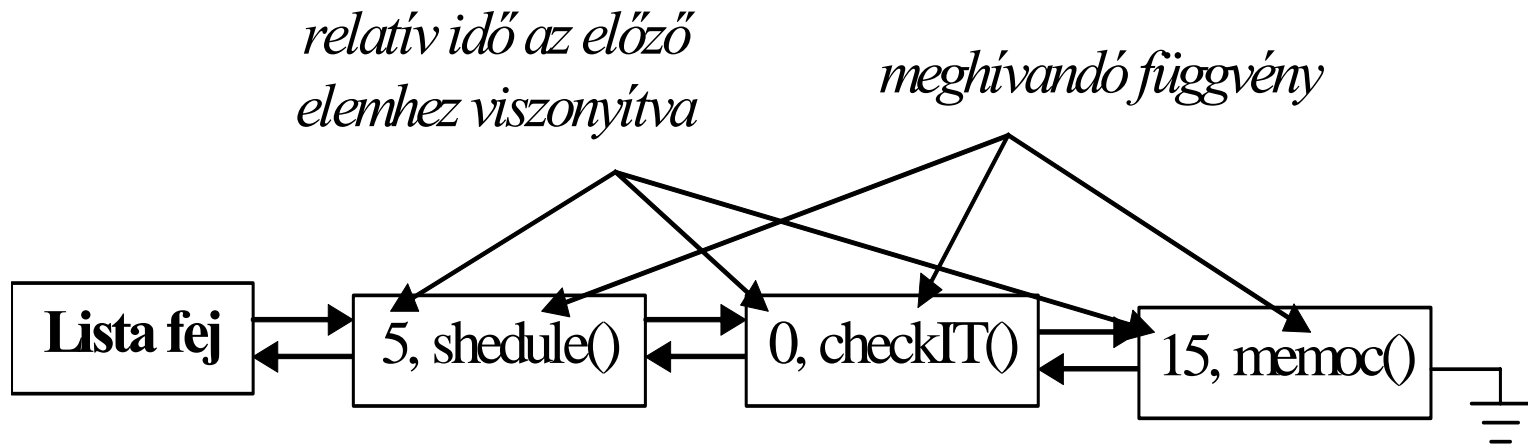 relatív idő az előző
elemhez viszonyítva
meghívandó függvény
Lista fej
5, shedule()
0, checkIT()
15, memoc()